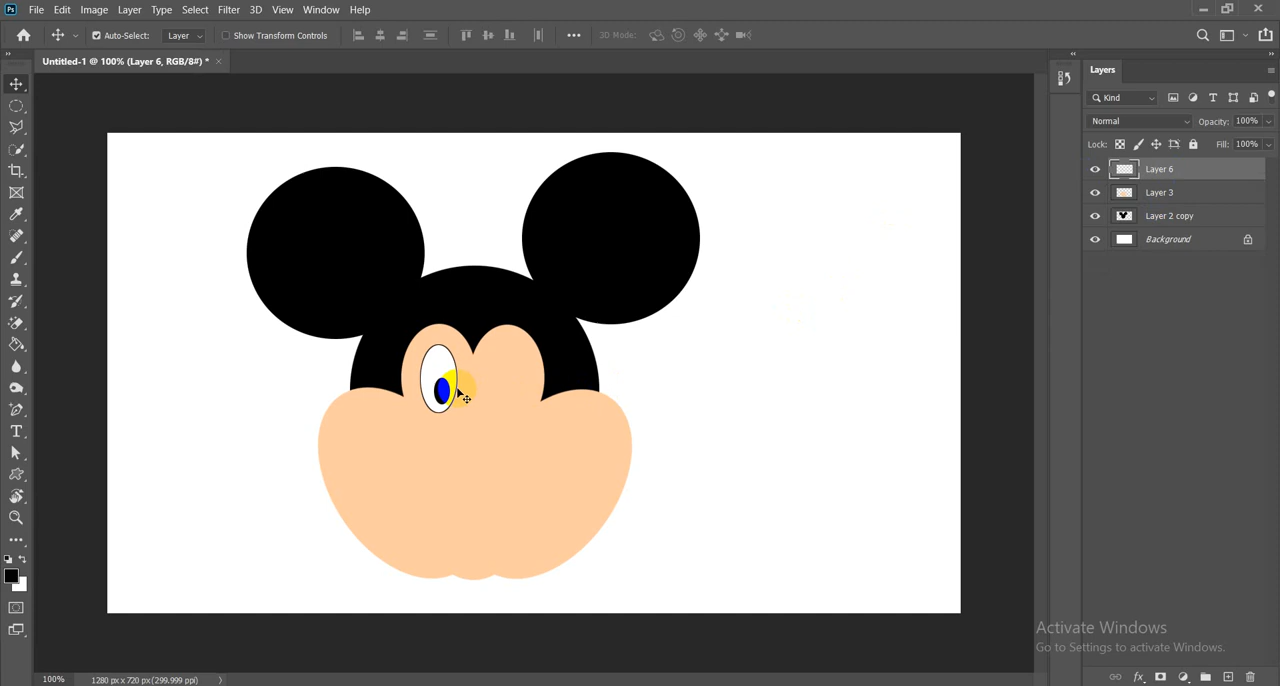 Ps File Edit Image Layer Type Select Filter 3D View Window Help
Auto-Select: Layer Show Transform Controls 3D Mode:
Untitled-1 @ 100% (Layer 6, RGB/8#) * ×
Layers
Kind
Normal Opacity: 100%
Lock: Fill: 100%
Layer 6
Layer 3
Layer 2 copy
Background
Activate Windows
Go to Settings to activate Windows.
100% 1280 px x 720 px (299.999 ppi)